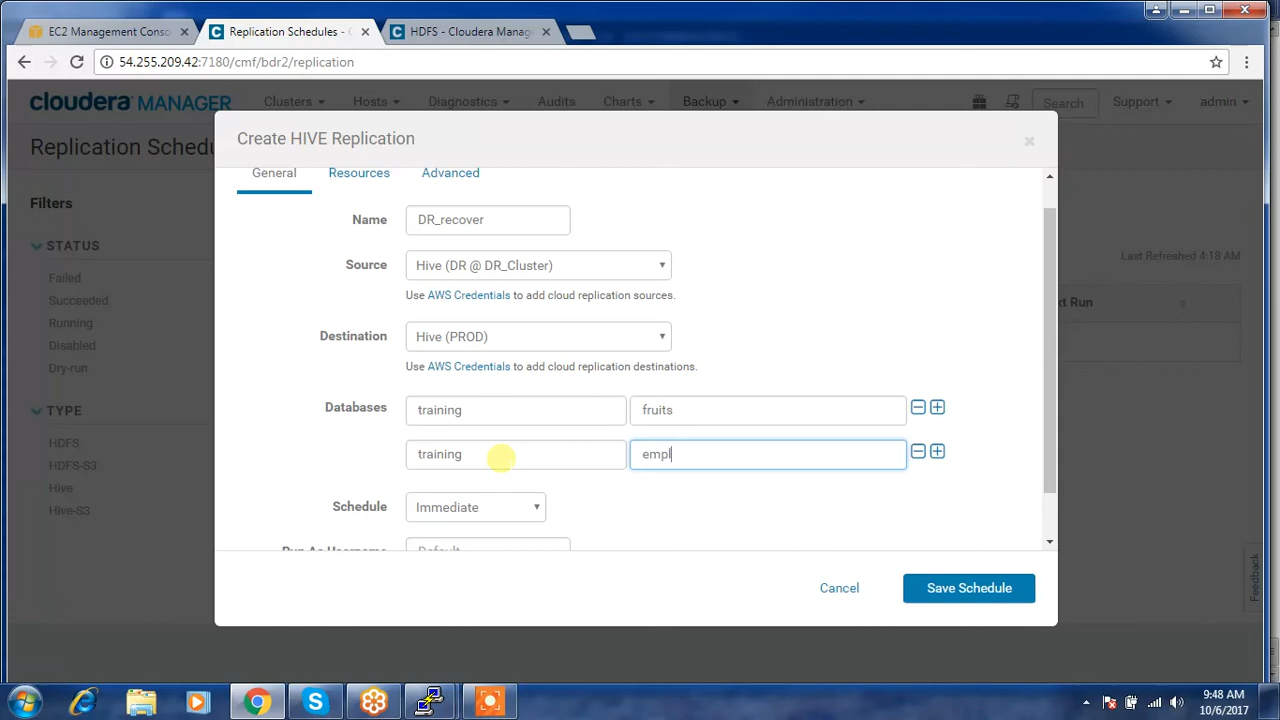 EC2 Management Conso
Replication Schedules - C
HDFS - Cloudera Manage
54.255.209.42:7180/cmf/bdr2/replication
cloudera MANAGER
Clusters
Hosts
Diagnostics
Audits
Charts
Backup
Administration
Search
Support
admin
Replication Schedu
Create HIVE Replication
General
Resources
Advanced
Filters
STATUS
Failed
Succeeded
Running
Disabled
Dry-run
TYPE
HDFS
HDFS-S3
Hive
Hive-S3
Name
DR_recover
Source
Hive (DR @ DR_Cluster)
Use AWS Credentials to add cloud replication sources.
Destination
Hive (PROD)
Use AWS Credentials to add cloud replication destinations.
Databases
training
fruits
training
empl
Schedule
Immediate
Run As Username
Default
Cancel
Save Schedule
Last Refreshed 4:18 AM
xt Run
Feedback
9:48 AM
10/6/2017